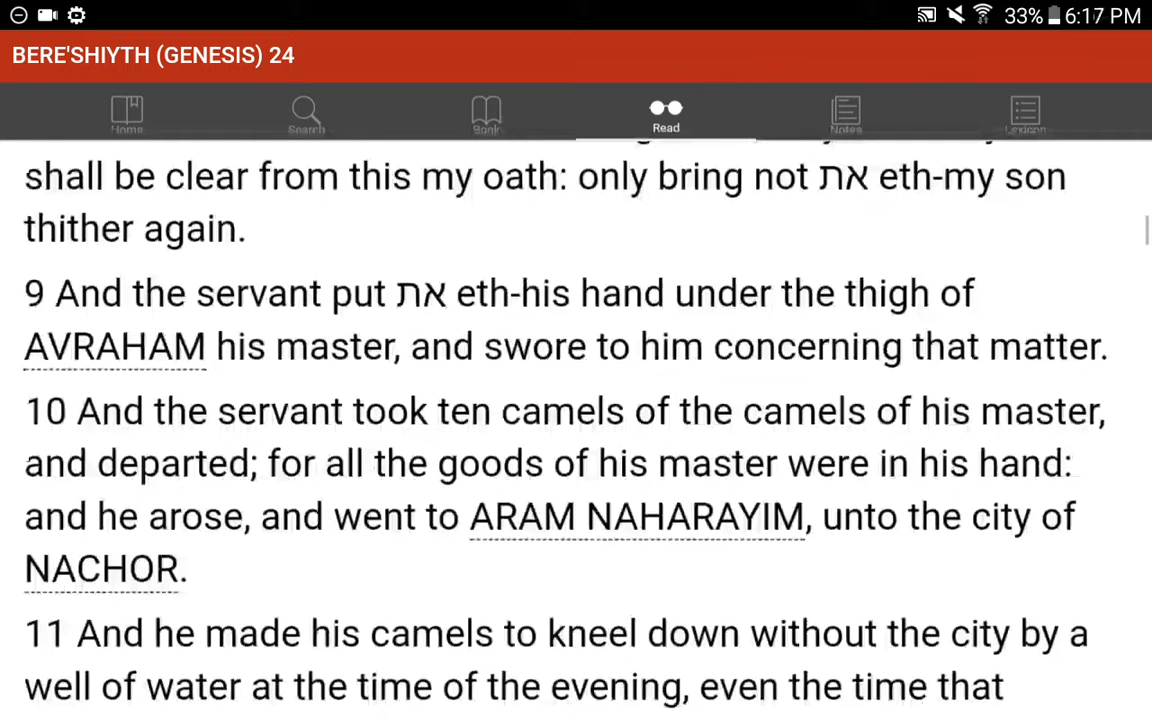 33% 6:17 PM
BERE'SHIYTH (GENESIS) 24
Home Search Book Read Notes Lexicon
shall be clear from this my oath: only bring not את eth-my son
thither again.
9 And the servant put את eth-his hand under the thigh of
AVRAHAM his master, and swore to him concerning that matter.
10 And the servant took ten camels of the camels of his master,
and departed; for all the goods of his master were in his hand:
and he arose, and went to ARAM NAHARAYIM, unto the city of
NACHOR.
11 And he made his camels to kneel down without the city by a
well of water at the time of the evening, even the time that